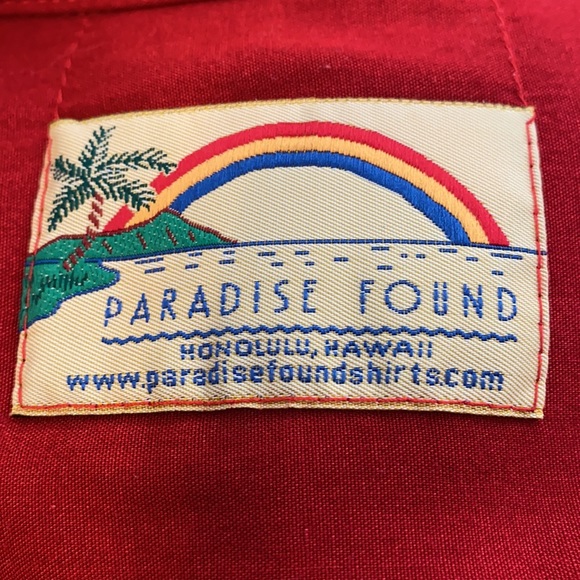 PARADISE FOUND
HONOLULU, HAWAII
www.paradisefoundshirts.com